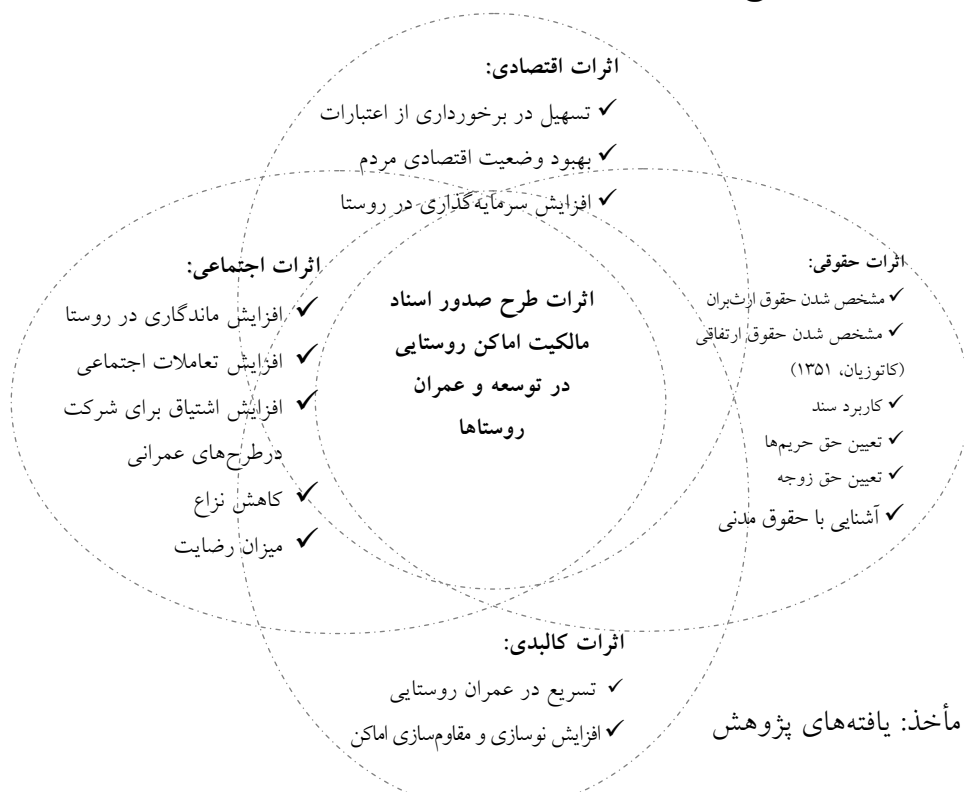 اثرات اقتصادی:
✓ تسهیل در برخورداری از اعتبارات
✓ بهبود وضعیت اقتصادی مردم
✓ افزایش سرمایه‌گذاری در روستا
اثرات حقوقی:
✓ مشخص شدن حقوق ارث‌بران
✓ مشخص شدن حقوق ارتفاقی
(کاتوزیان، ۱۳۵۱)
✓ کاربرد سند
✓ تعیین حق حریم‌ها
✓ تعیین حق زوجه
✓ آشنایی با حقوق مدنی
اثرات طرح صدور اسناد
مالکیت اماکن روستایی
در توسعه و عمران
روستاها
اثرات اجتماعی:
✓ افزایش ماندگاری در روستا
✓ افزایش تعاملات اجتماعی
✓ افزایش اشتیاق برای شرکت
درطرح‌های عمرانی
✓ کاهش نزاع
✓ میزان رضایت
اثرات کالبدی:
✓ تسریع در عمران روستایی
✓ افزایش نوسازی و مقاوم‌سازی اماکن
مأخذ: یافته‌های پژوهش